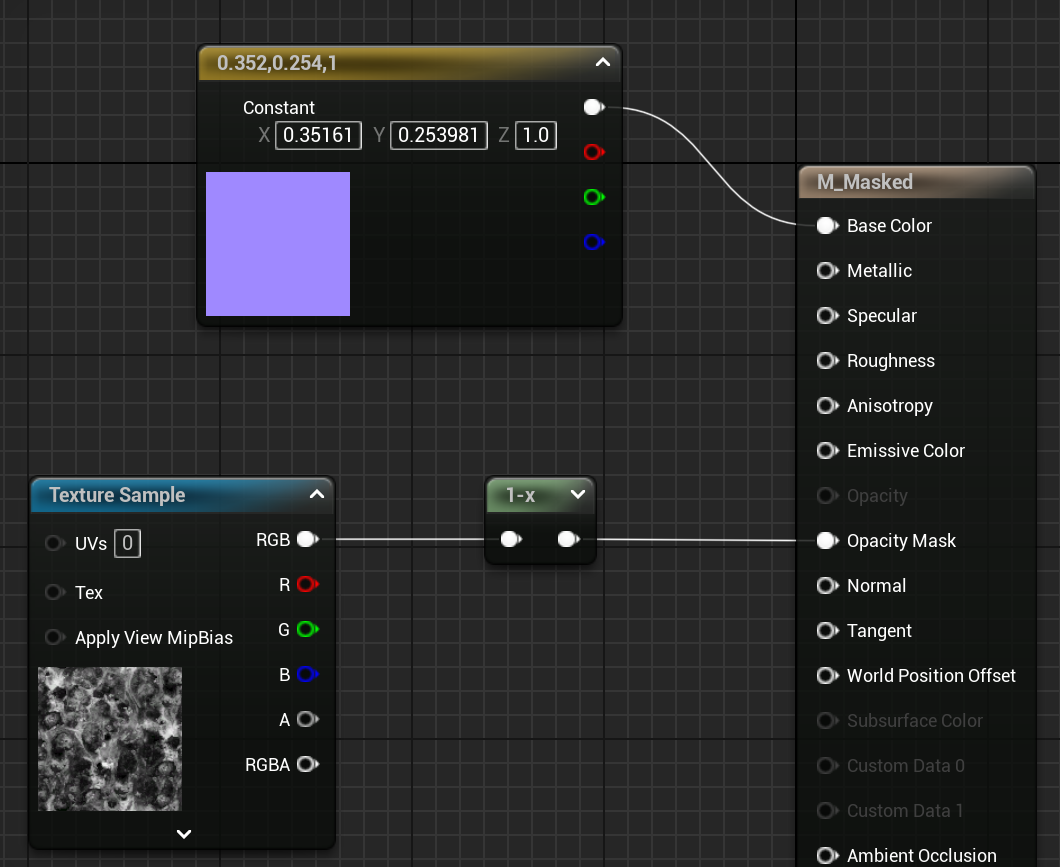 0.352,0.254,1
Constant
X 0.35161 Y 0.253981 Z 1.0
M_Masked
Base Color
Metallic
Specular
Roughness
Anisotropy
Emissive Color
Opacity
Opacity Mask
Normal
Tangent
World Position Offset
Subsurface Color
Custom Data 0
Custom Data 1
Ambient Occlusion
Texture Sample
UVs 0
RGB
Tex
R
Apply View MipBias
G
B
A
RGBA
1-x